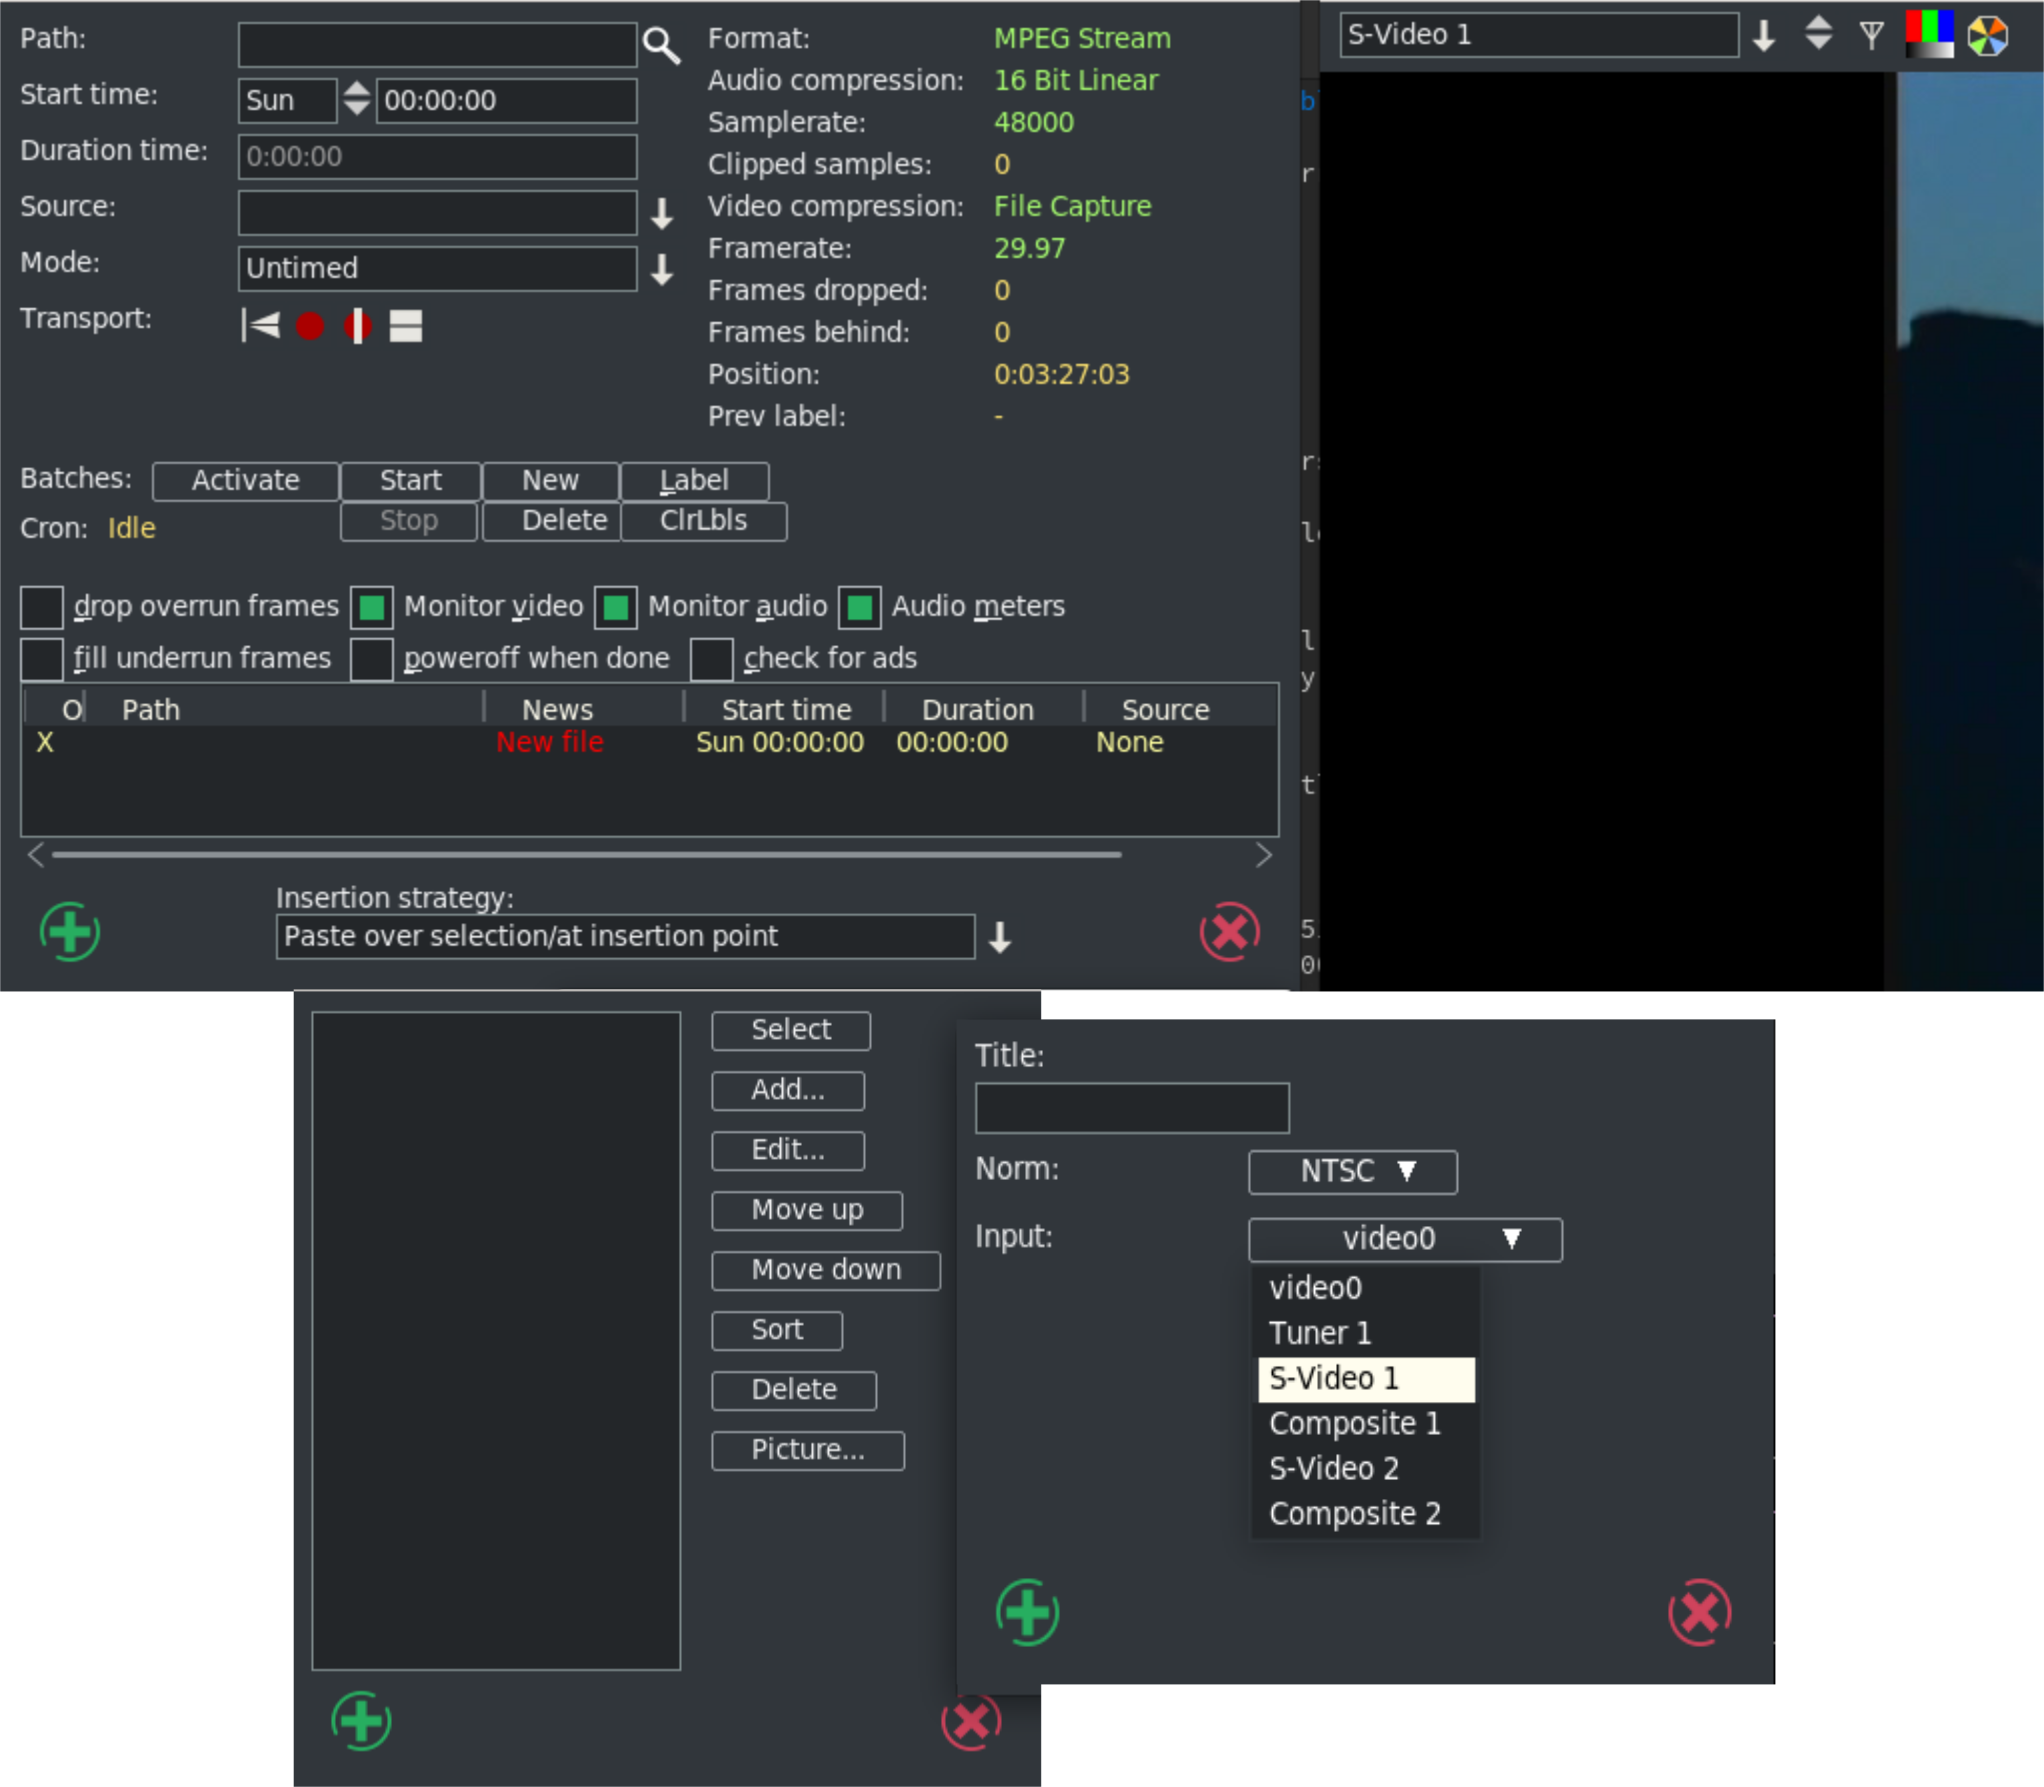 Path:
Start time: Sun 00:00:00
Duration time: 0:00:00
Source:
Mode: Untimed
Transport:
Format: MPEG Stream
Audio compression: 16 Bit Linear
Samplerate: 48000
Clipped samples: 0
Video compression: File Capture
Framerate: 29.97
Frames dropped: 0
Frames behind: 0
Position: 0:03:27:03
Prev label: -
S-Video 1
Batches: Activate Start New Label
Cron: Idle Stop Delete ClrLbls
drop overrun frames Monitor video Monitor audio Audio meters
fill underrun frames poweroff when done check for ads
O Path News Start time Duration Source
X New file Sun 00:00:00 00:00:00 None
Insertion strategy:
Paste over selection/at insertion point
Select
Add...
Edit...
Move up
Move down
Sort
Delete
Picture...
Title:
Norm: NTSC
Input: video0
video0
Tuner 1
S-Video 1
Composite 1
S-Video 2
Composite 2